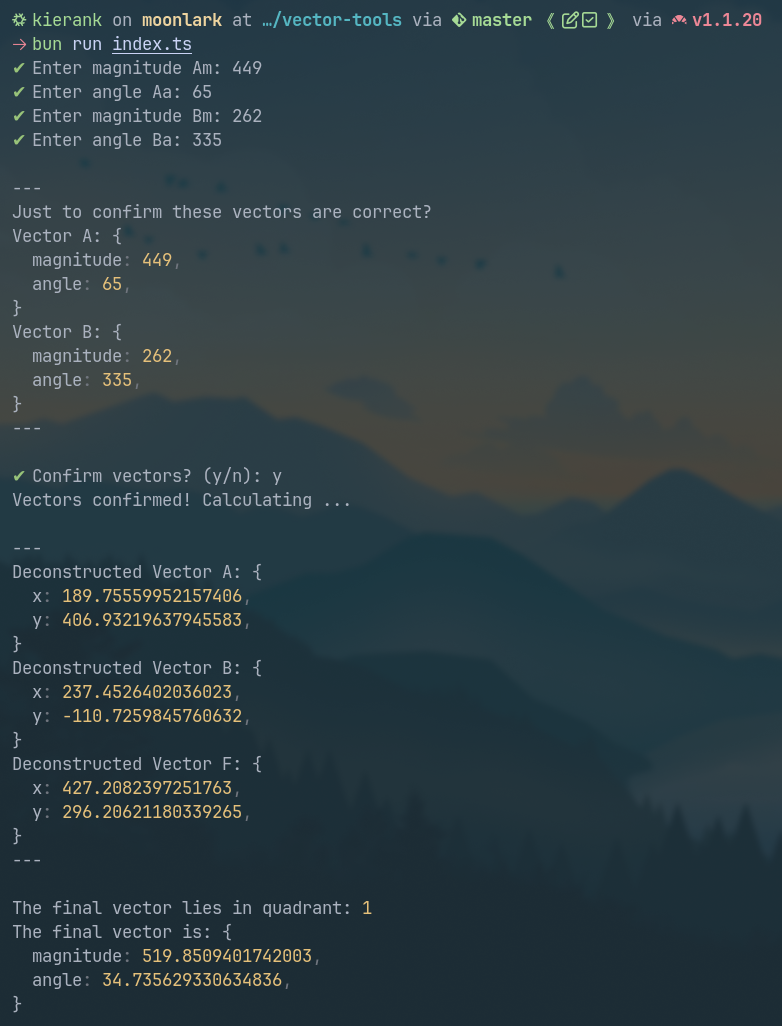 kierank on moonlark at …/vector-tools via master 《 》 via v1.1.20
→ bun run index.ts
✔ Enter magnitude Am: 449
✔ Enter angle Aa: 65
✔ Enter magnitude Bm: 262
✔ Enter angle Ba: 335
---
Just to confirm these vectors are correct?
Vector A: {
  magnitude: 449,
  angle: 65,
}
Vector B: {
  magnitude: 262,
  angle: 335,
}
---
✔ Confirm vectors? (y/n): y
Vectors confirmed! Calculating ...
---
Deconstructed Vector A: {
  x: 189.75559952157406,
  y: 406.93219637945583,
}
Deconstructed Vector B: {
  x: 237.4526402036023,
  y: -110.7259845760632,
}
Deconstructed Vector F: {
  x: 427.2082397251763,
  y: 296.20621180339265,
}
---
The final vector lies in quadrant: 1
The final vector is: {
  magnitude: 519.8509401742003,
  angle: 34.735629330634836,
}